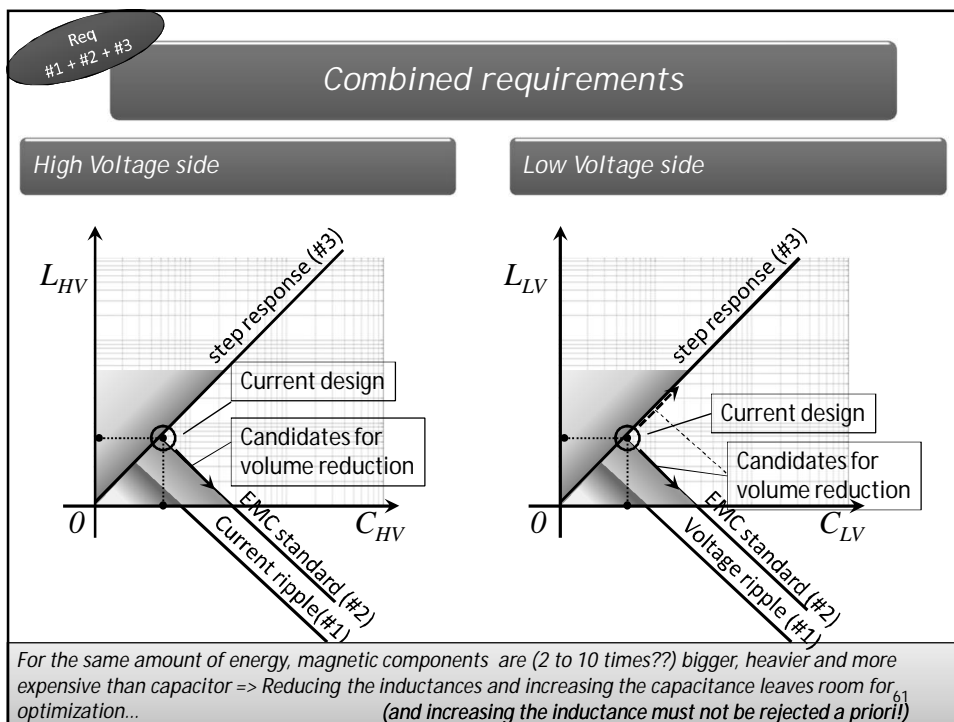 Req
#1 + #2 + #3
Combined requirements
High Voltage side
Low Voltage side
L_HV
step response (#3)
Current design
Candidates for
volume reduction
0
C_HV
EMC standard (#2)
Current ripple(#1)
L_LV
step response (#3)
Current design
Candidates for
volume reduction
0
C_LV
EMC standard (#2)
Voltage ripple (#1)
For the same amount of energy, magnetic components are (2 to 10 times??) bigger, heavier and more
expensive than capacitor => Reducing the inductances and increasing the capacitance leaves room for
61
optimization... (and increasing the inductance must not be rejected a priori!)